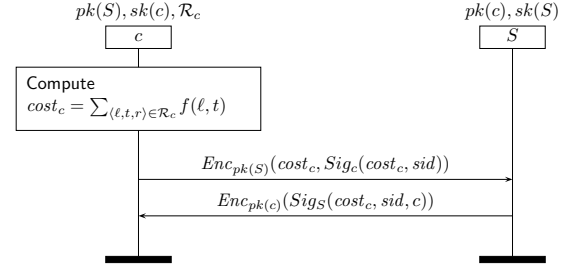 pk(S), sk(c), ℛ_c pk(c), sk(S)
c S
Compute
cost_c = ∑_{⟨ℓ,t,r⟩∈ℛ_c} f(ℓ, t)
Enc_{pk(S)}(cost_c, Sig_c(cost_c, sid))
Enc_{pk(c)}(Sig_S(cost_c, sid, c))